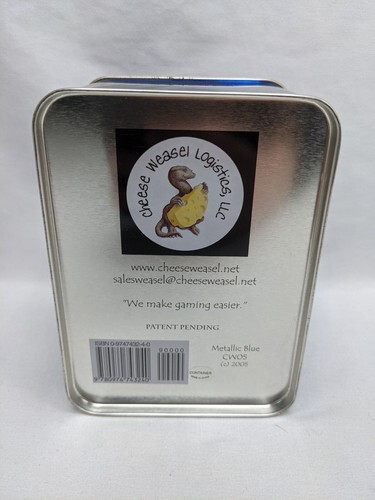 Cheese Weasel Logistics, LLC
www.cheeseweasel.net
salesweasel@cheeseweasel.net
"We make gaming easier."
PATENT PENDING
Metallic Blue
CW05
(c) 2005
90000